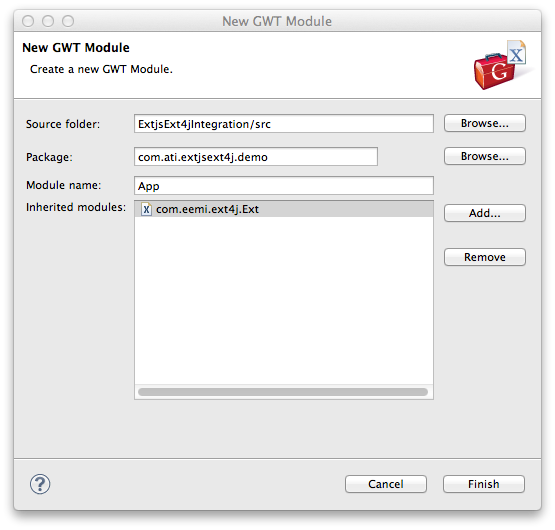 New GWT Module
New GWT Module
Create a new GWT Module.
X
G
Source folder: ExtjsExt4jIntegration/src Browse...
Package: com.ati.extjsext4j.demo Browse...
Module name: App
Inherited modules: X com.eemi.ext4j.Ext Add...
Remove
? Cancel Finish